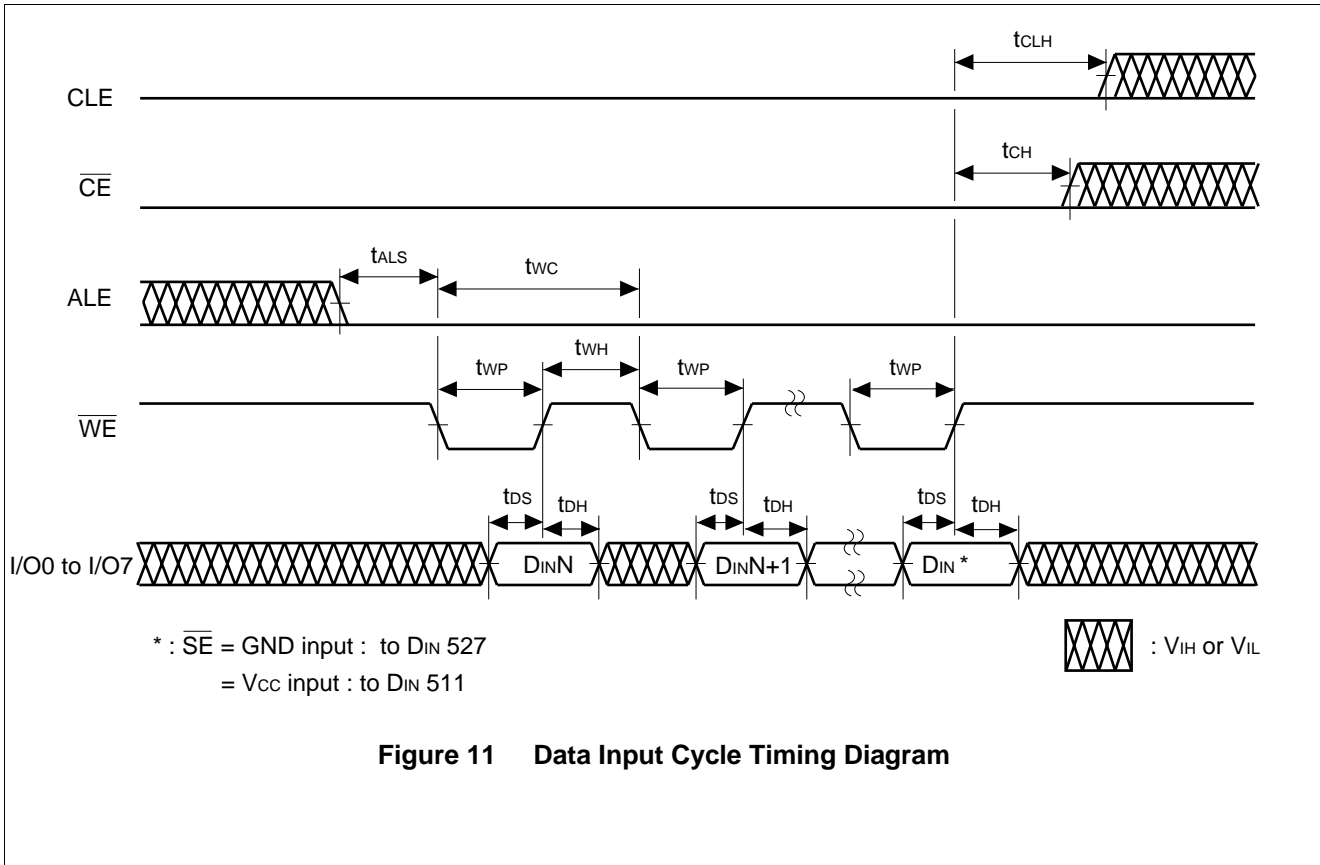 tCLH
CLE
tCH
CE
tALS
tWC
ALE
tWP
tWH
tWP
tWP
WE
tDS
tDH
tDS
tDH
tDS
tDH
I/O0 to I/O7
DINN
DINN+1
DIN *
* : SE = GND input : to DIN 527
= VCC input : to DIN 511
: VIH or VIL
Figure 11 Data Input Cycle Timing Diagram